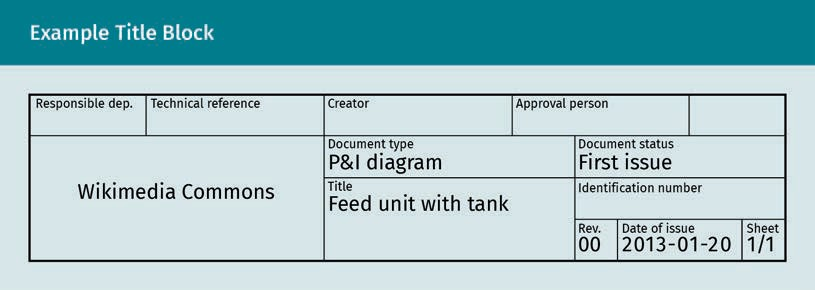 Example Title Block
Responsible dep. Technical reference Creator Approval person
Document type Document status
P&I diagram First issue
Wikimedia Commons
Title Identification number
Feed unit with tank
Rev. Date of issue Sheet
00 2013-01-20 1/1